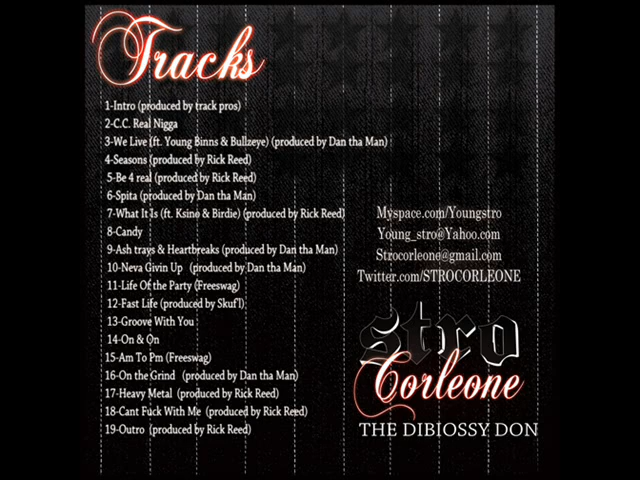 Tracks
1-Intro (produced by track pros)
2-C.C. Real Nigga
3-We Live (ft. Young Binns & Bullzeye) (produced by Dan tha Man)
4-Seasons (produced by Rick Reed)
5-Be 4 real (produced by Rick Reed)
6-Spita (produced by Dan tha Man)
7-What It Is (ft. Ksino & Birdie) (produced by Rick Reed)
8-Candy
9-Ash trays & Heartbreaks (produced by Dan tha Man)
10-Neva Givin Up (produced by Dan tha Man)
11-Life Of the Party (Freeswag)
12-Fast Life (produced by Skuf'l)
13-Groove With You
14-On & On
15-Am To Pm (Freeswag)
16-On the Grind (produced by Dan tha Man)
17-Heavy Metal (produced by Rick Reed)
18-Cant Fuck With Me (produced by Rick Reed)
19-Outro (produced by Rick Reed)
Myspace.com/Youngstro
Young_stro@Yahoo.com
Strocorleone@gmail.com
Twitter.com/STROCORLEONE
stro
Corleone
THE DIBIOSSY DON